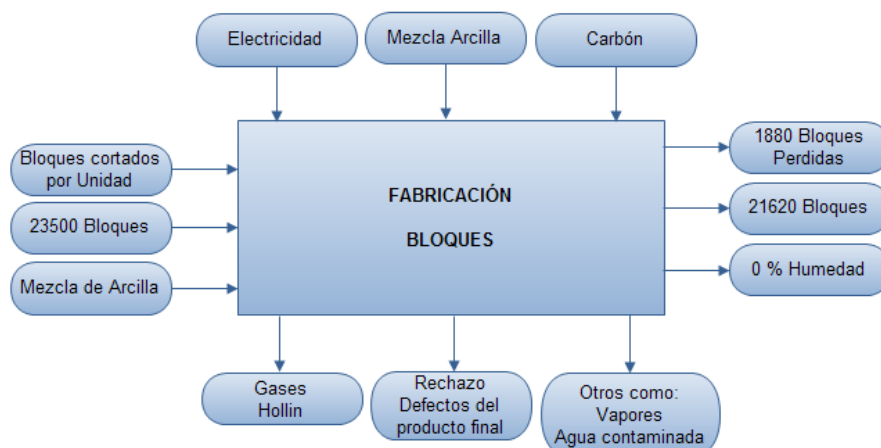 Electricidad
Mezcla Arcilla
Carbón
Bloques cortados
por Unidad
23500 Bloques
Mezcla de Arcilla
FABRICACIÓN
BLOQUES
1880 Bloques
Perdidas
21620 Bloques
0 % Humedad
Gases
Hollin
Rechazo
Defectos del
producto final
Otros como:
Vapores
Agua contaminada